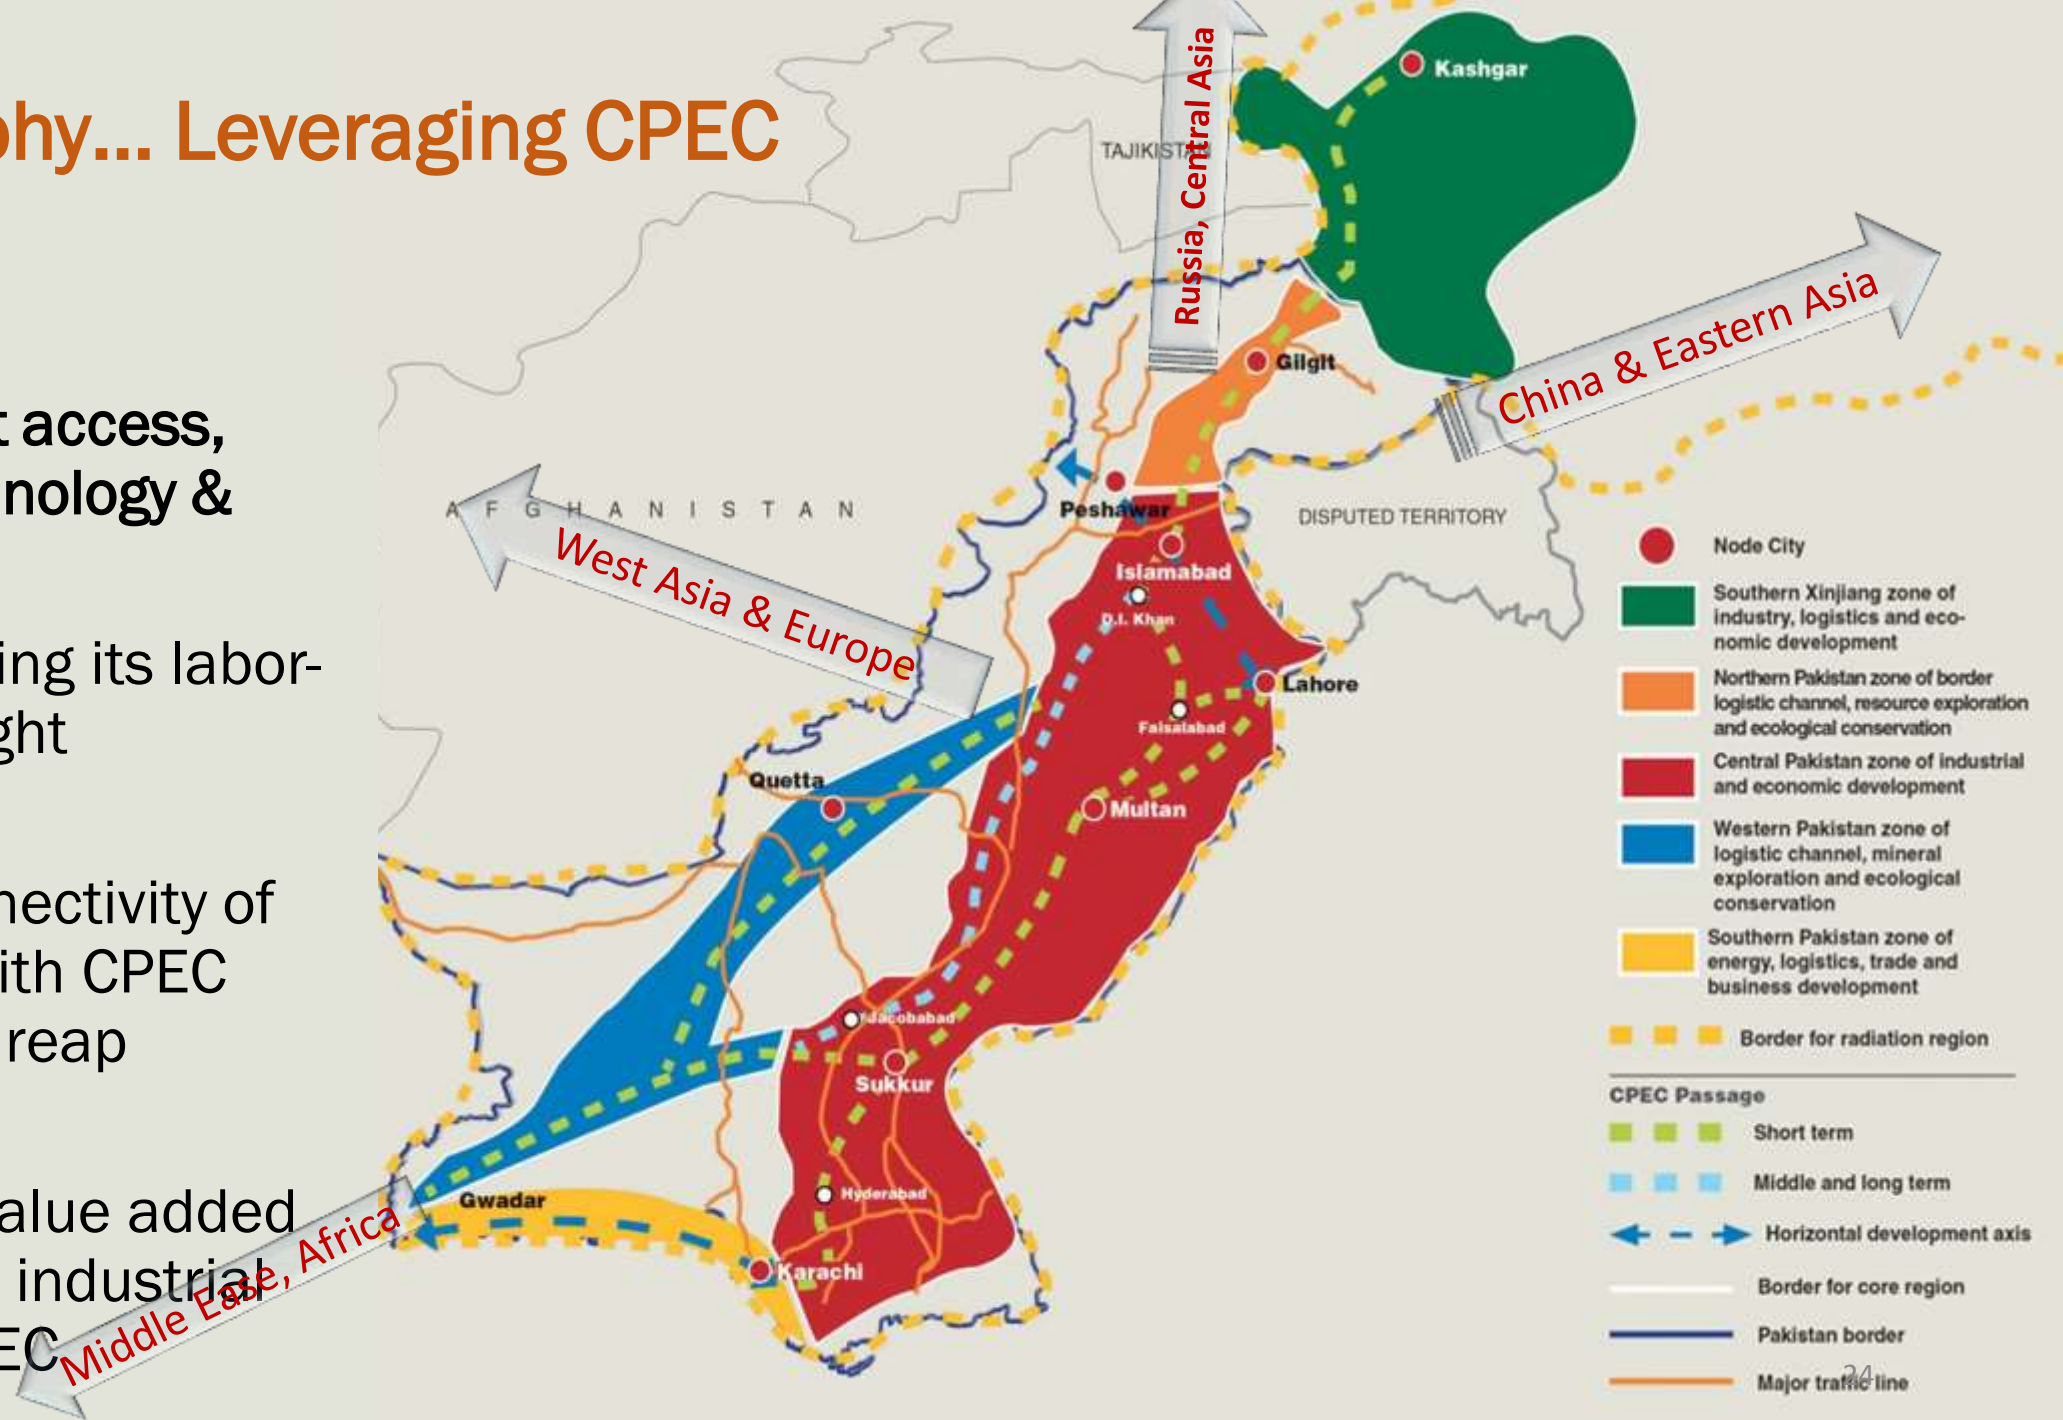 phy... Leveraging CPEC
t access,
nology &
ing its labor-
ght
nectivity of
ith CPEC
reap
alue added
industrial
EC
Russia, Central Asia
China & Eastern Asia
West Asia & Europe
Middle Ease, Africa
TAJIKISTAN
AFGHANISTAN
DISPUTED TERRITORY
Kashgar
Gilgit
Peshawar
Islamabad
D.I. Khan
Lahore
Faisalabad
Quetta
Multan
Jacobabad
Sukkur
Gwadar
Hyderabad
Karachi
Node City
Southern Xinjiang zone of
industry, logistics and eco-
nomic development
Northern Pakistan zone of border
logistic channel, resource exploration
and ecological conservation
Central Pakistan zone of industrial
and economic development
Western Pakistan zone of
logistic channel, mineral
exploration and ecological
conservation
Southern Pakistan zone of
energy, logistics, trade and
business development
Border for radiation region
CPEC Passage
Short term
Middle and long term
Horizontal development axis
Border for core region
Pakistan border
Major traffic line
24